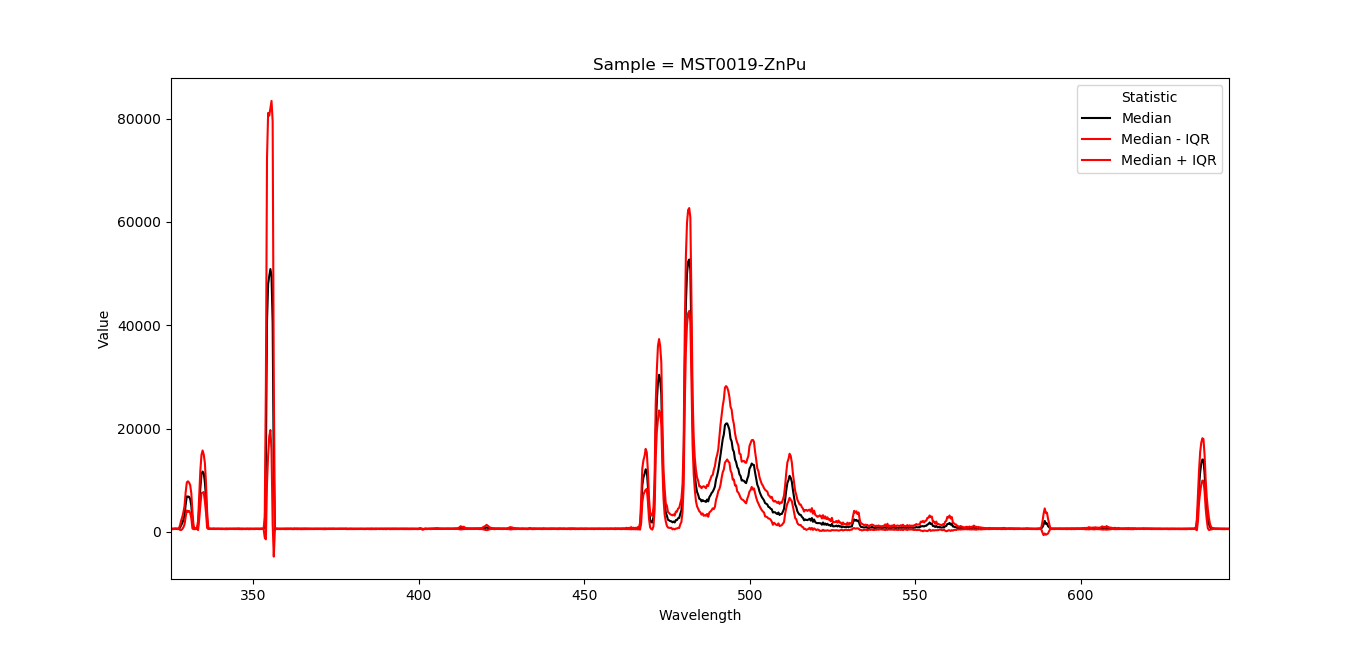 Sample = MST0019-ZnPu
Statistic
Median
Median - IQR
Median + IQR
Value
80000
60000
40000
20000
0
350
400
450
500
550
600
Wavelength